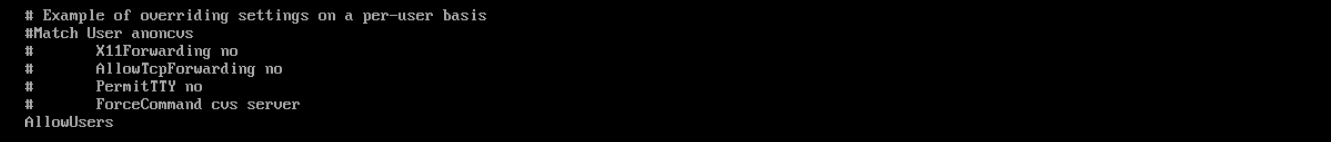 # Example of overriding settings on a per-user basis
#Match User anoncvs
#       X11Forwarding no
#       AllowTcpForwarding no
#       PermitTTY no
#       ForceCommand cvs server
AllowUsers